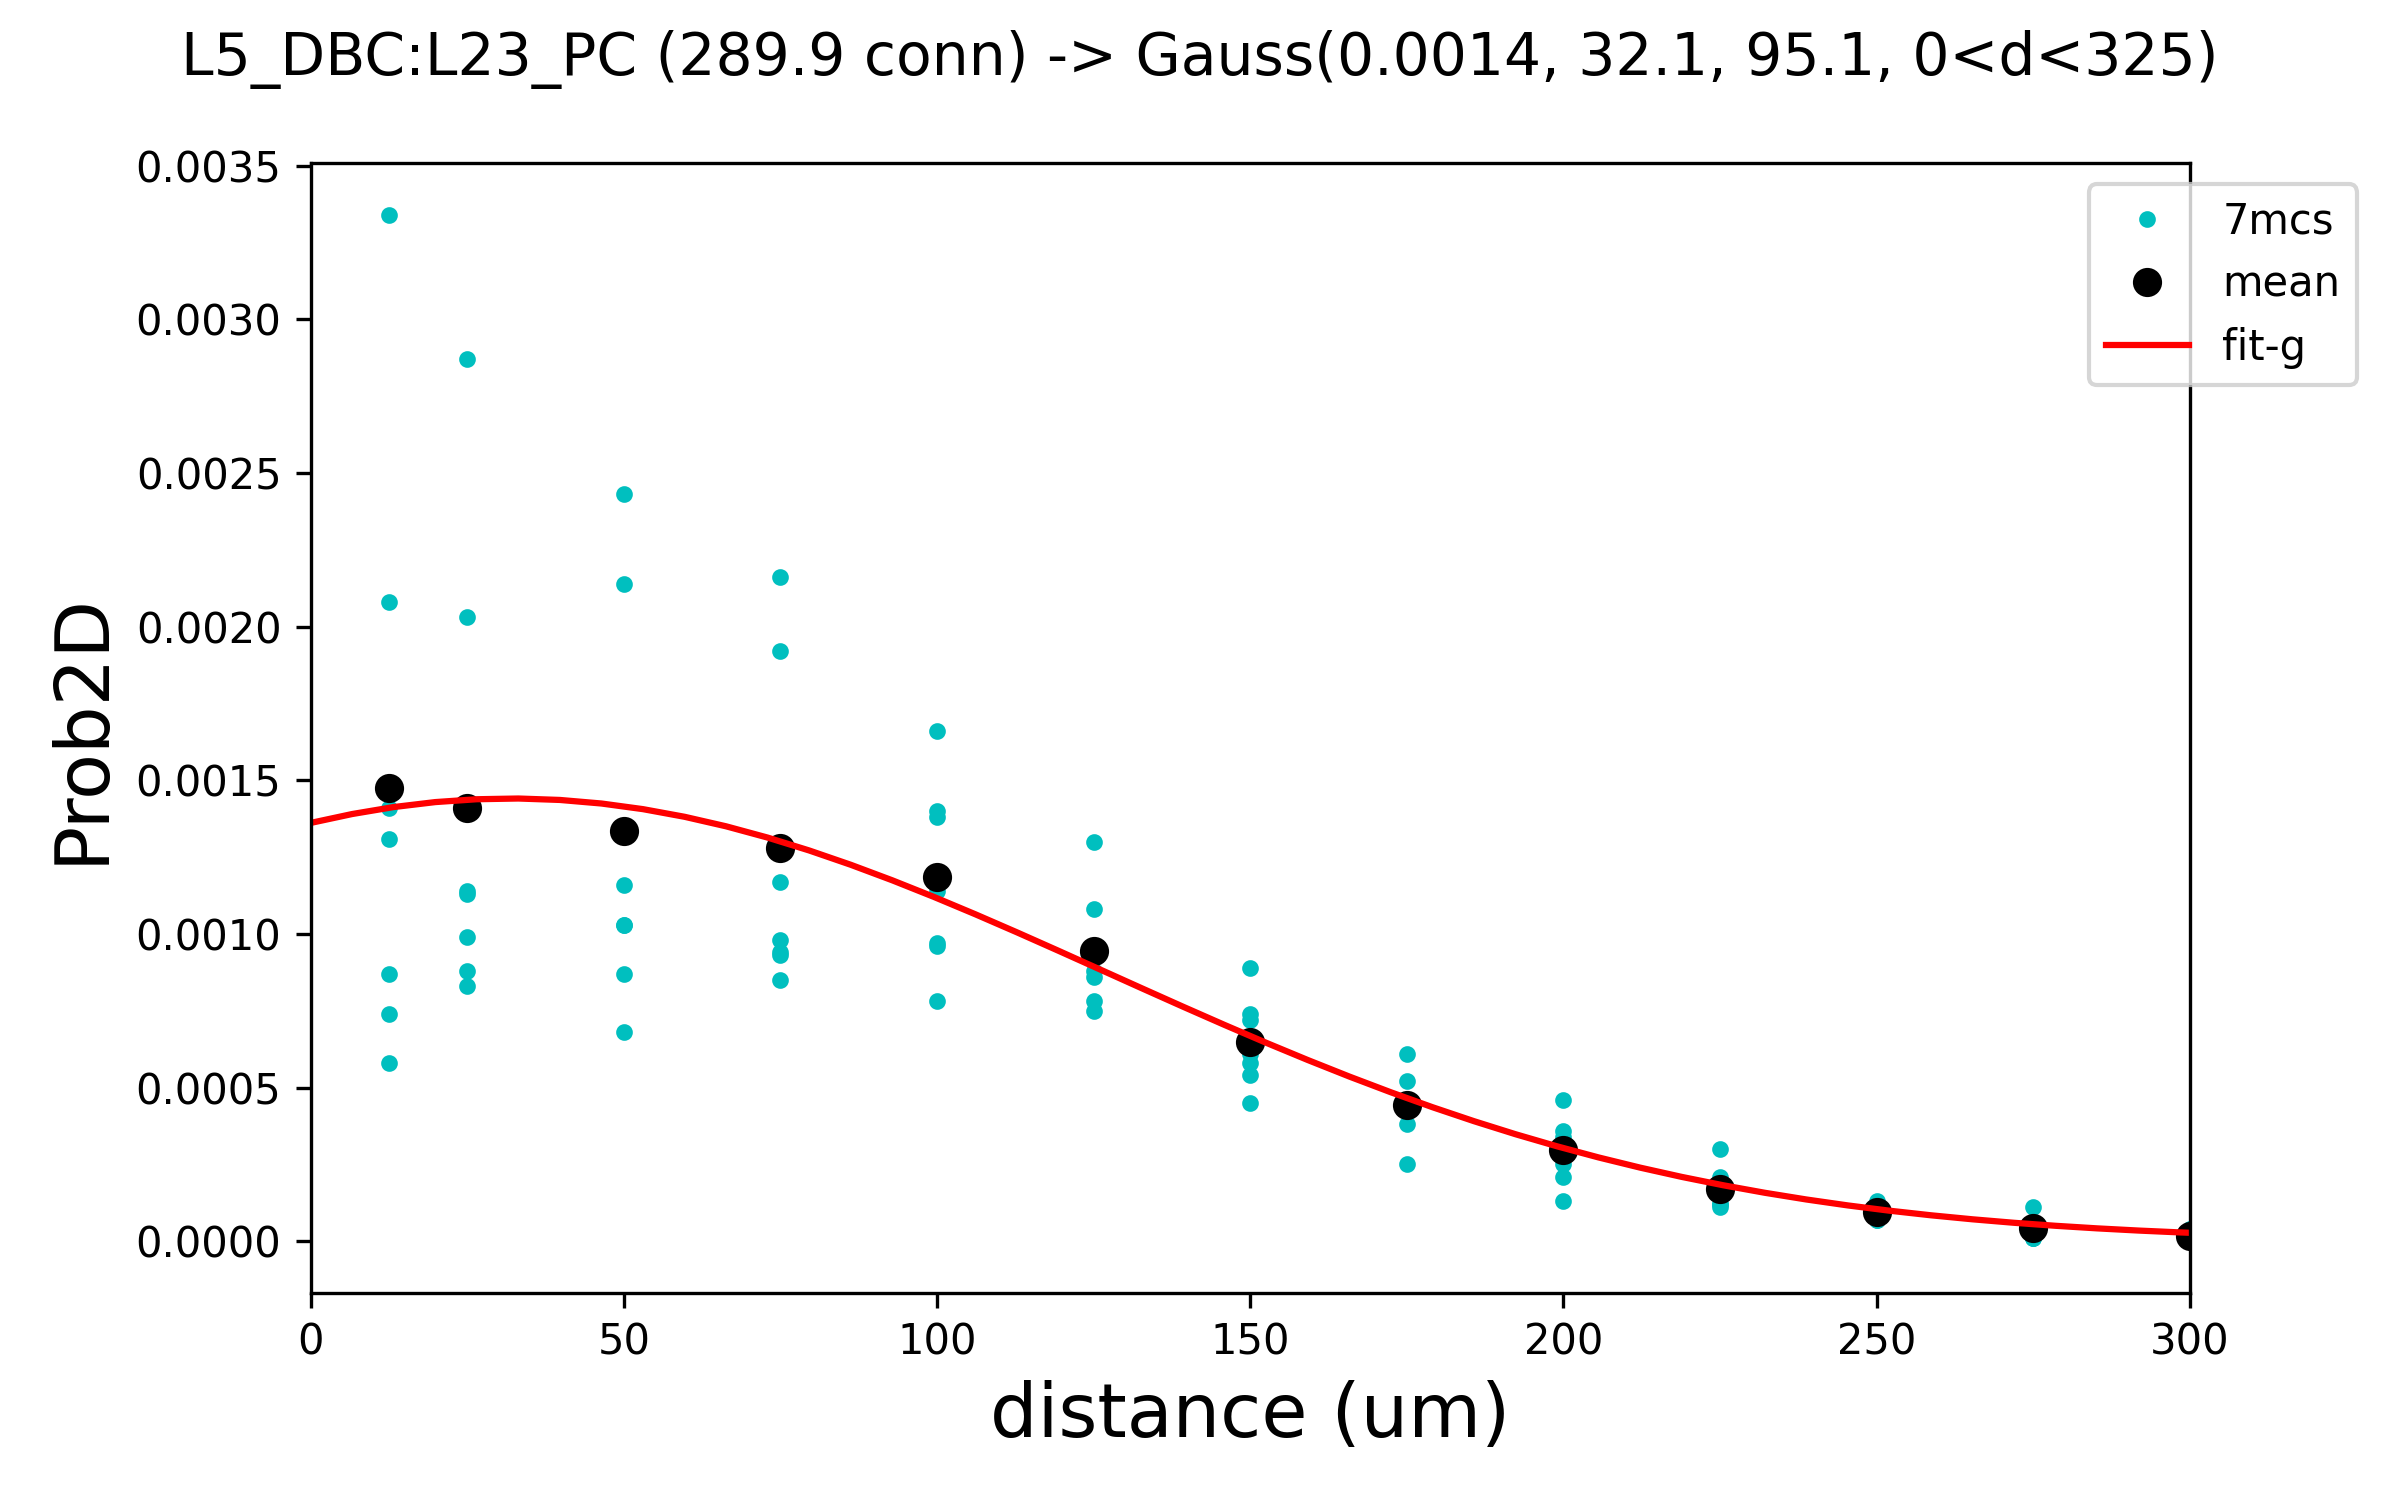 L5_DBC:L23_PC (289.9 conn) -> Gauss(0.0014, 32.1, 95.1, 0<d<325)
0.0035
0.0030
0.0025
0.0020
0.0015
0.0010
0.0005
0.0000
Prob2D
7mcs
mean
fit-g
0 50 100 150 200 250 300
distance (um)